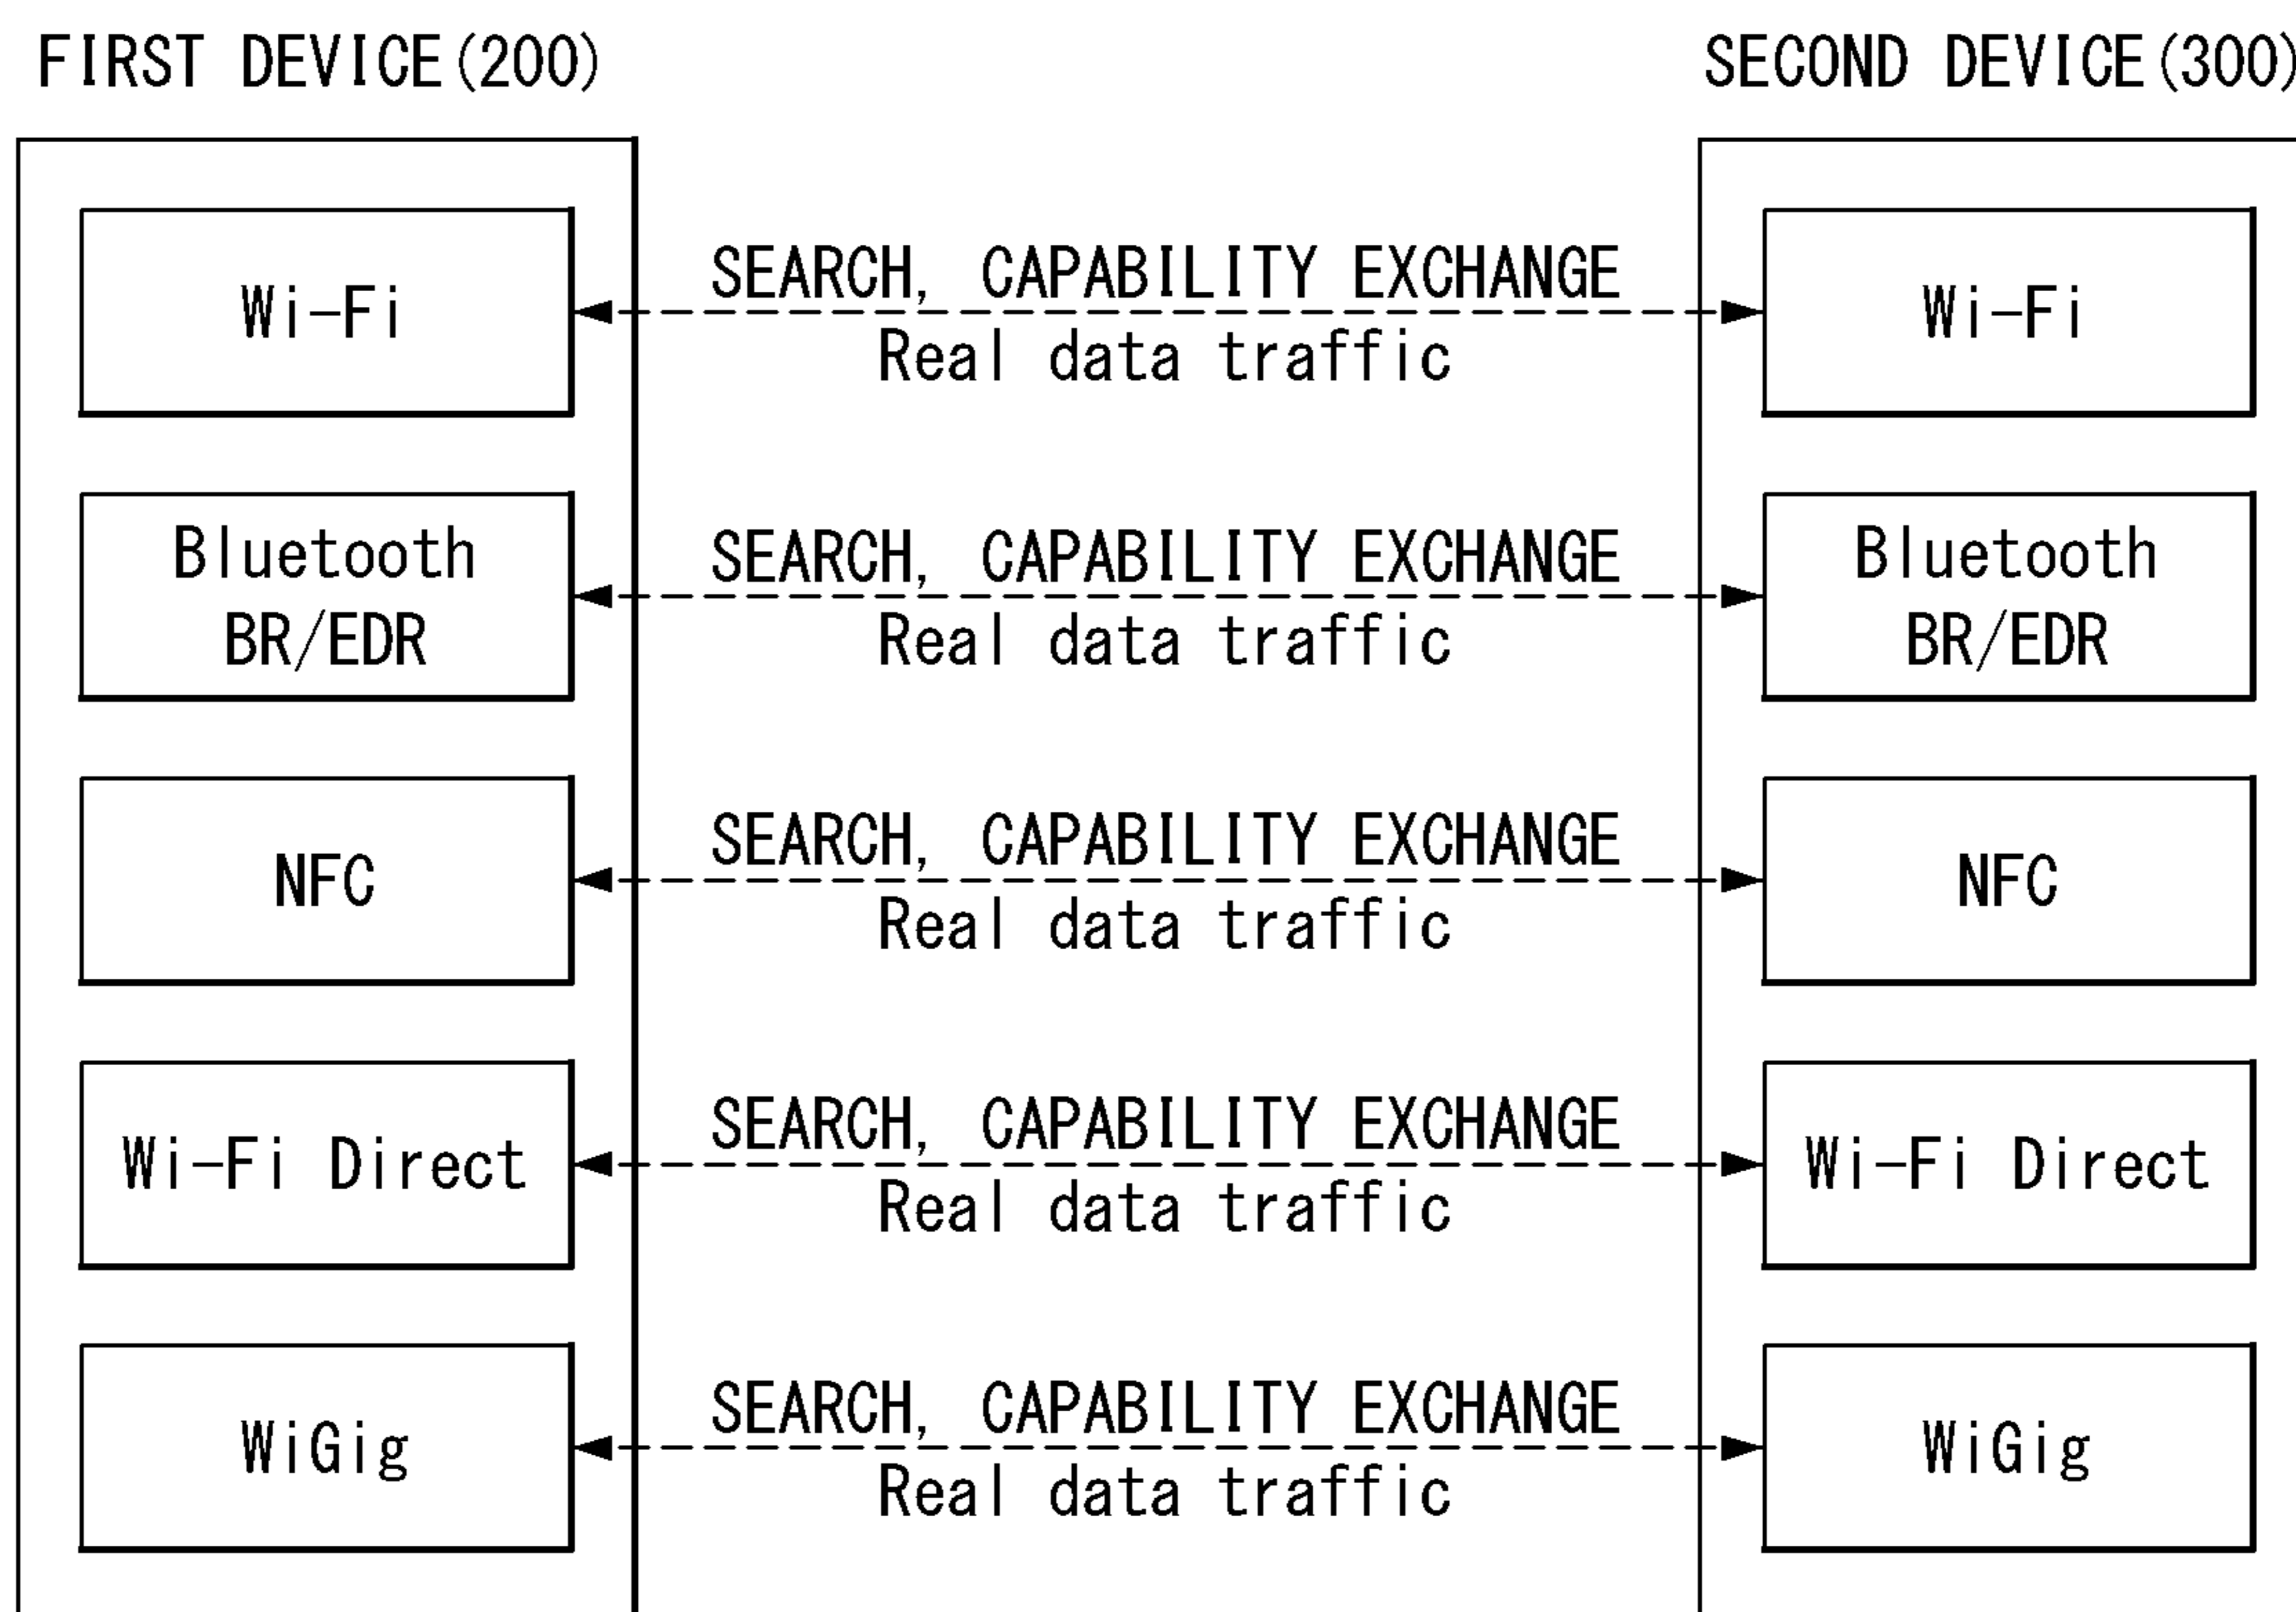 FIRST DEVICE(200)
SECOND DEVICE(300)
Wi-Fi
SEARCH, CAPABILITY EXCHANGE
Real data traffic
Wi-Fi
Bluetooth
BR/EDR
SEARCH, CAPABILITY EXCHANGE
Real data traffic
Bluetooth
BR/EDR
NFC
SEARCH, CAPABILITY EXCHANGE
Real data traffic
NFC
Wi-Fi Direct
SEARCH, CAPABILITY EXCHANGE
Real data traffic
Wi-Fi Direct
WiGig
SEARCH, CAPABILITY EXCHANGE
Real data traffic
WiGig